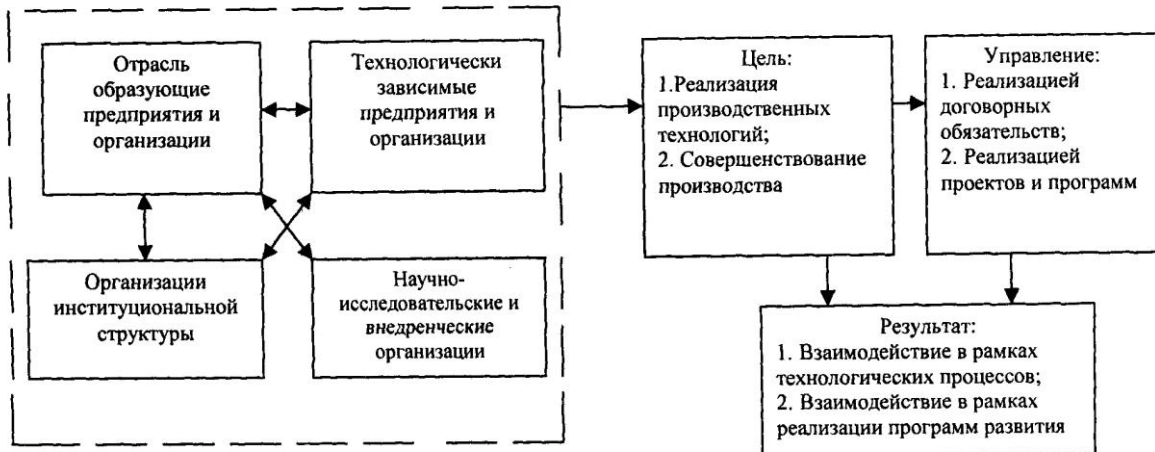 Отрасль
образующие
предприятия и
организации
Технологически
зависимые
предприятия и
организации
Организации
институциональной
структуры
Научно-
исследовательские и
внедренческие
организации
Цель:
1.Реализация
производственных
технологий;
2. Совершенствование
производства
Управление:
1. Реализацией
договорных
обязательств;
2. Реализацией
проектов и программ
Результат:
1. Взаимодействие в рамках
технологических процессов;
2. Взаимодействие в рамках
реализации программ развития